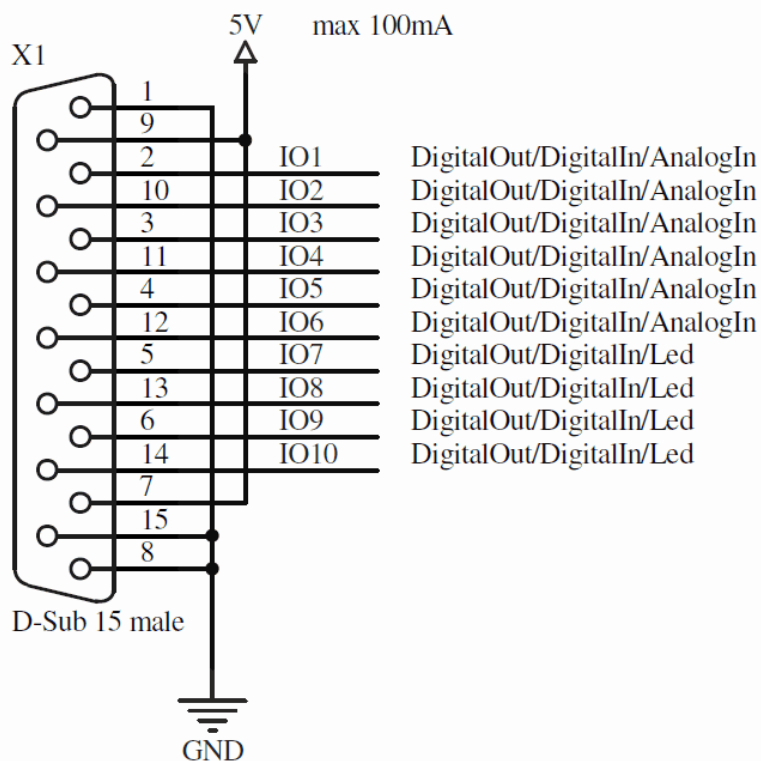 5V max 100mA
X1
1
9
2 IO1 DigitalOut/DigitalIn/AnalogIn
10 IO2 DigitalOut/DigitalIn/AnalogIn
3 IO3 DigitalOut/DigitalIn/AnalogIn
11 IO4 DigitalOut/DigitalIn/AnalogIn
4 IO5 DigitalOut/DigitalIn/AnalogIn
12 IO6 DigitalOut/DigitalIn/AnalogIn
5 IO7 DigitalOut/DigitalIn/Led
13 IO8 DigitalOut/DigitalIn/Led
6 IO9 DigitalOut/DigitalIn/Led
14 IO10 DigitalOut/DigitalIn/Led
7
15
8
D-Sub 15 male
GND